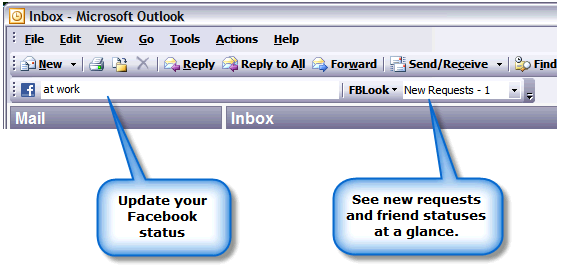 Inbox - Microsoft Outlook
File Edit View Go Tools Actions Help
New Reply Reply to All Forward Send/Receive Find
f at work FBLook New Requests - 1
Mail Inbox
Update your
Facebook
status
See new requests
and friend statuses
at a glance.